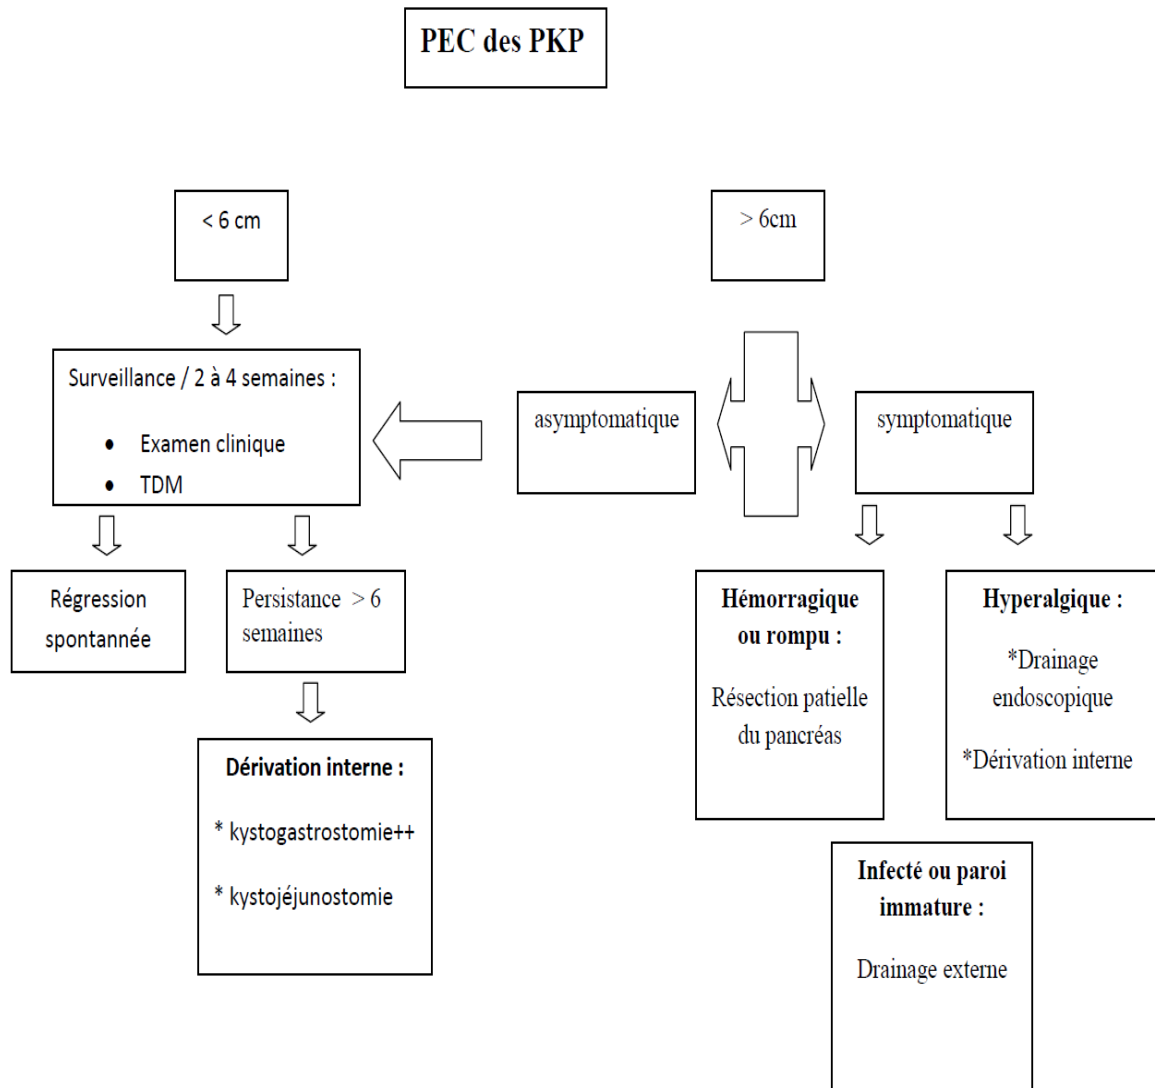 PEC des PKP
< 6 cm
> 6cm
Surveillance / 2 à 4 semaines :
• Examen clinique
• TDM
asymptomatique
symptomatique
Régression
spontannée
Persistance > 6
semaines
Hémorragique
ou rompu :
Résection patielle
du pancréas
Hyperalgique :
*Drainage
endoscopique
*Dérivation interne
Dérivation interne :
* kystogastrostomie++
* kystojéjunostomie
Infecté ou paroi
immature :
Drainage externe